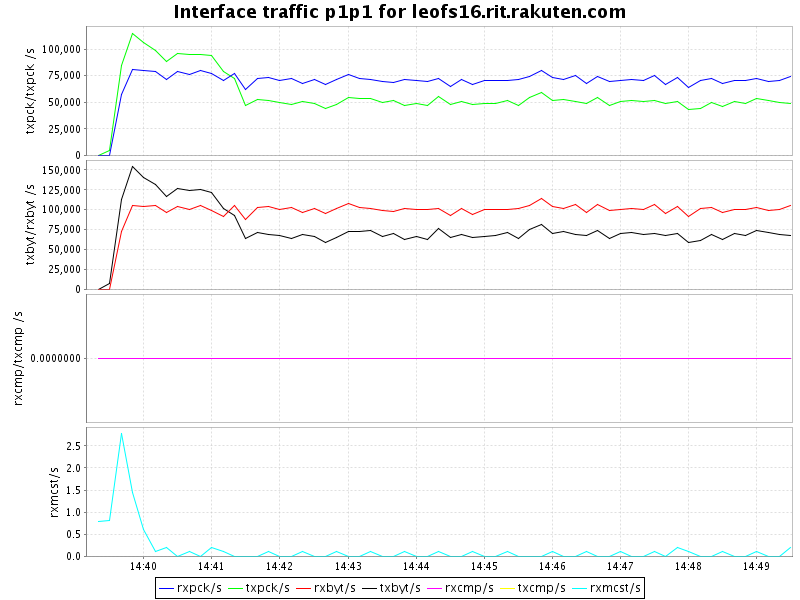 Interface traffic p1p1 for leofs16.rit.rakuten.com
txpck/txpck /s
100,000
75,000
50,000
25,000
0
txbyt/rxbyt /s
150,000
125,000
100,000
75,000
50,000
25,000
0
rxcmp/txcmp /s
0.0000000
rxmcst/s
2.5
2.0
1.5
1.0
0.5
0.0
14:40 14:41 14:42 14:43 14:44 14:45 14:46 14:47 14:48 14:49
rxpck/s txpck/s rxbyt/s txbyt/s rxcmp/s txcmp/s rxmcst/s